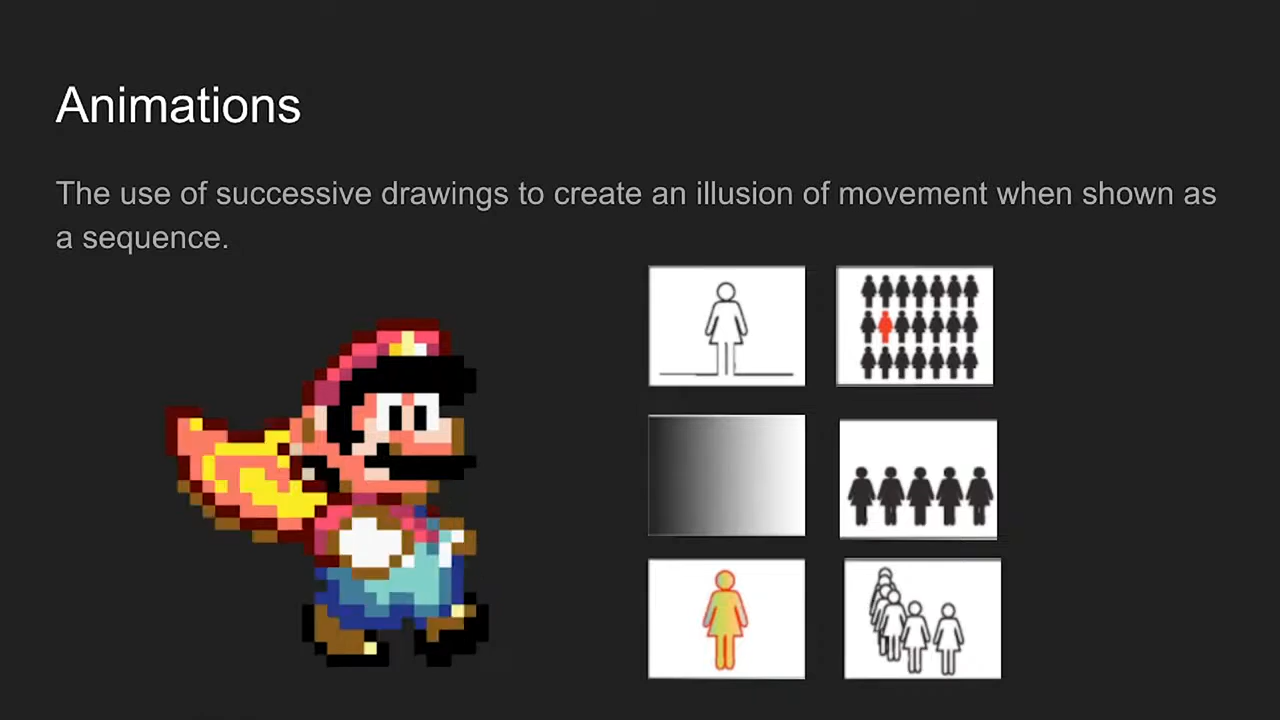 Animations
The use of successive drawings to create an illusion of movement when shown as
a sequence.